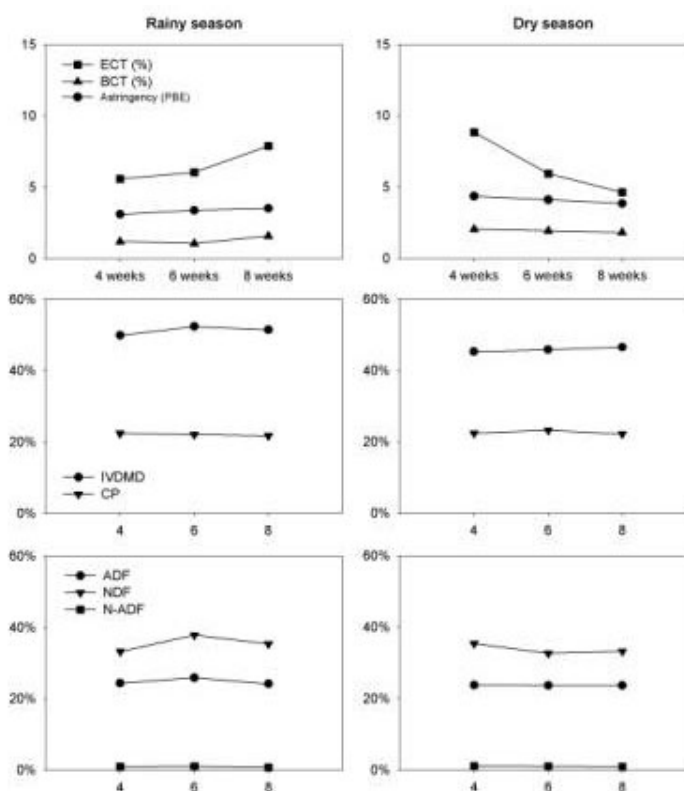 Rainy season
Dry season
15
10
5
0
ECT (%)
BCT (%)
Astringency (PBE)
4 weeks 6 weeks 8 weeks
15
10
5
0
4 weeks 6 weeks 8 weeks
60%
40%
20%
0%
IVDMD
CP
4 6 8
60%
40%
20%
0%
4 6 8
60%
40%
20%
0%
ADF
NDF
N-ADF
4 6 8
60%
40%
20%
0%
4 6 8